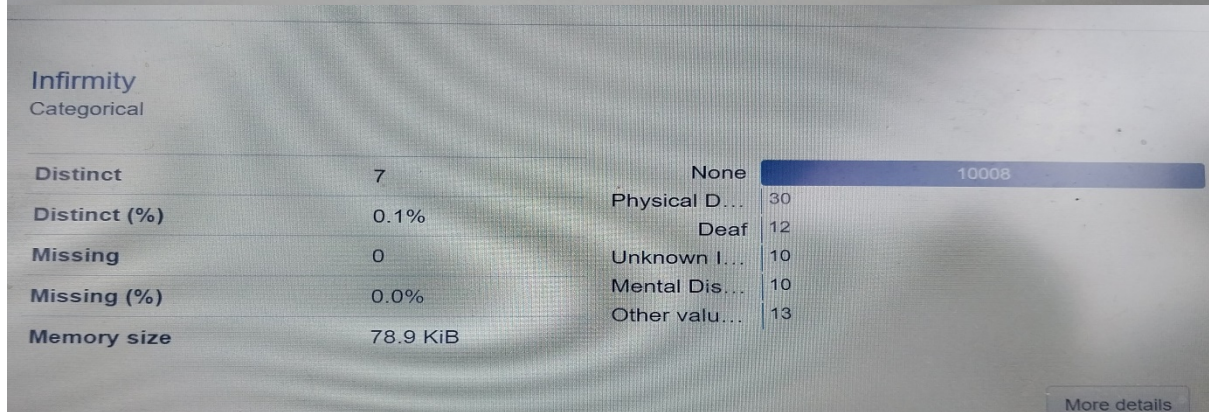 Infirmity
Categorical
Distinct 7
Distinct (%) 0.1%
Missing 0
Missing (%) 0.0%
Memory size 78.9 KiB
None 10008
Physical D... 30
Deaf 12
Unknown I... 10
Mental Dis... 10
Other valu... 13
More details